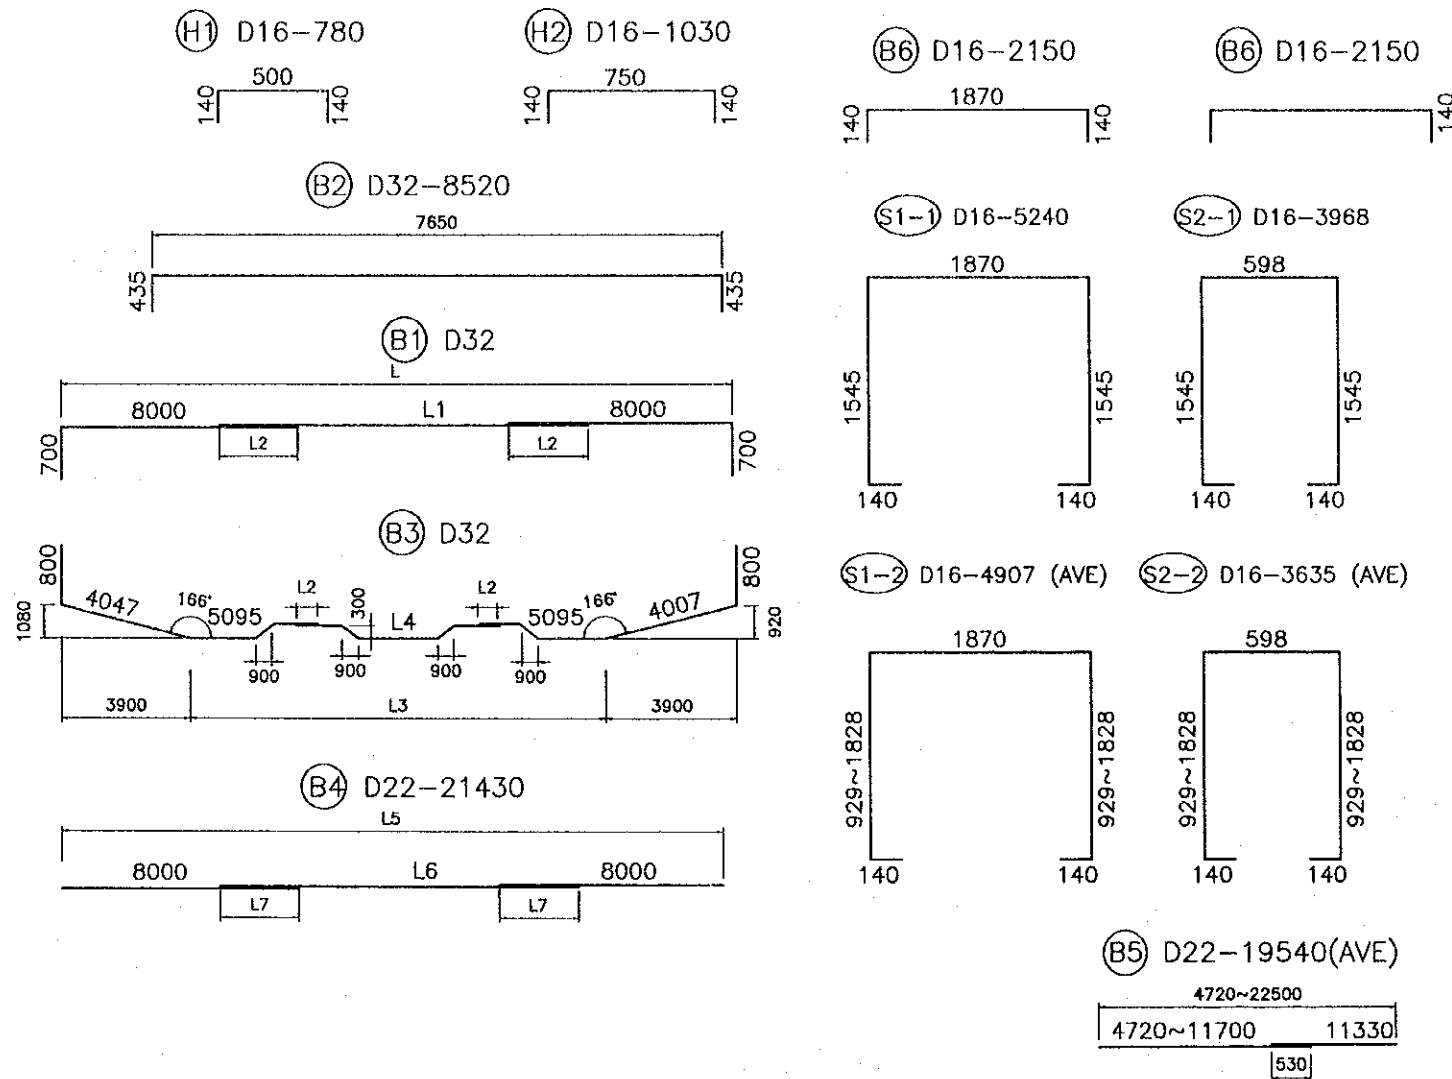 H1 D16-780
500
140
140
H2 D16-1030
750
140
140
B2 D32-8520
7650
435
435
B1 D32
L
8000
L1
8000
700
L2
L2
700
B3 D32
800
4047
1080
166°
5095
L2
300
L4
L2
5095
166°
4007
800
920
900
900
900
900
3900
L3
3900
B4 D22-21430
L5
8000
L6
8000
L7
L7
B6 D16-2150
1870
140
140
B6 D16-2150
140
S1-1 D16-5240
1870
1545
1545
140
140
S2-1 D16-3968
598
1545
1545
140
140
S1-2 D16-4907 (AVE)
1870
929~1828
929~1828
140
140
S2-2 D16-3635 (AVE)
598
929~1828
929~1828
140
140
B5 D22-19540(AVE)
4720~22500
4720~11700
11330
530